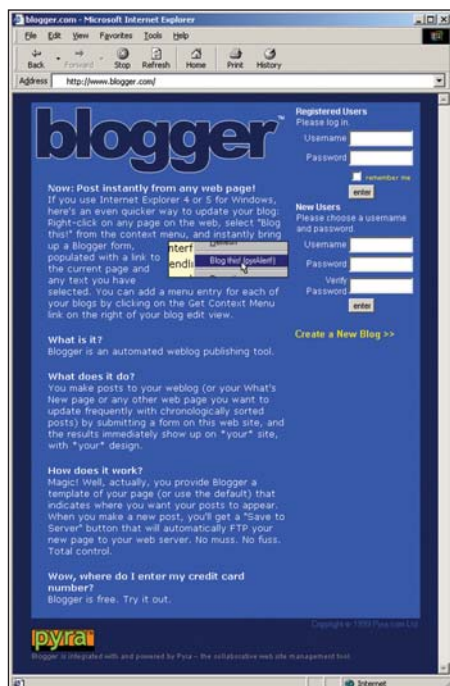 blogger.com - Microsoft Internet Explorer
File Edit View Favorites Tools Help
Back Forward Stop Refresh Home Print History
Address http://www.blogger.com/
blogger™
Now: Post instantly from any web page!
If you use Internet Explorer 4 or 5 for Windows,
here's an even quicker way to update your blog:
Right-click on any page on the web, select "Blog
this!" from the context menu, and instantly bring
up a Blogger form,
populated with a link to
the current page and
any text you have
selected. You can add a menu entry for each of
your blogs by clicking on the Get Context Menu
link on the right of your blog edit view.
nterf
endli
Blog this! (pysAlert!)
What is it?
Blogger is an automated weblog publishing tool.
What does it do?
You make posts to your weblog (or your What's
New page or any other web page you want to
update frequently with chronologically sorted
posts) by submitting a form on this web site, and
the results immediately show up on *your* site,
with *your* design.
How does it work?
Magic! Well, actually, you provide Blogger a
template of your page (or use the default) that
indicates where you want your posts to appear.
When you make a new post, you'll get a "Save to
Server" button that will automatically FTP your
new page to your web server. No muss. No fuss.
Total control.
Wow, where do I enter my credit card
number?
Blogger is free. Try it out.
Registered Users
Please log in.
Username
Password
remember me
enter
New Users
Please choose a username
and password.
Username
Password
Verify
Password
enter
Create a New Blog >>
Copyright © 1999 Pyra.com Ltd
pyra
Blogger is integrated with and powered by Pyra – the collaborative web site management tool.
Internet